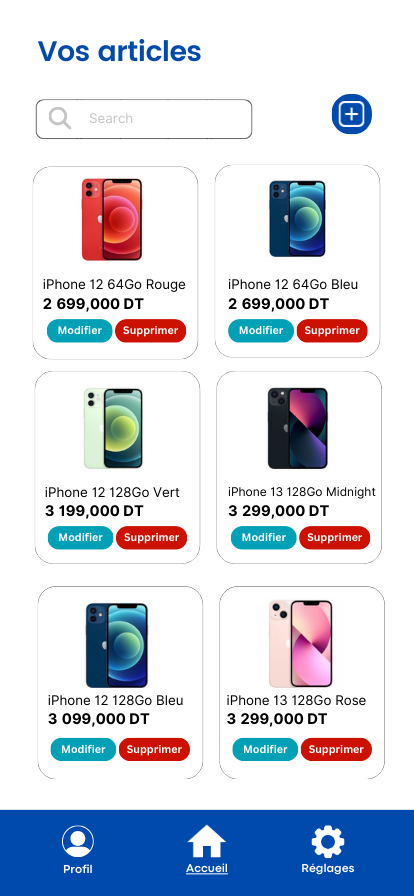 Vos articles
Search
iPhone 12 64Go Rouge
2 699,000 DT
Modifier Supprimer
iPhone 12 64Go Bleu
2 699,000 DT
Modifier Supprimer
iPhone 12 128Go Vert
3 199,000 DT
Modifier Supprimer
iPhone 13 128Go Midnight
3 299,000 DT
Modifier Supprimer
iPhone 12 128Go Bleu
3 099,000 DT
Modifier Supprimer
iPhone 13 128Go Rose
3 299,000 DT
Modifier Supprimer
Profil
Accueil
Réglages